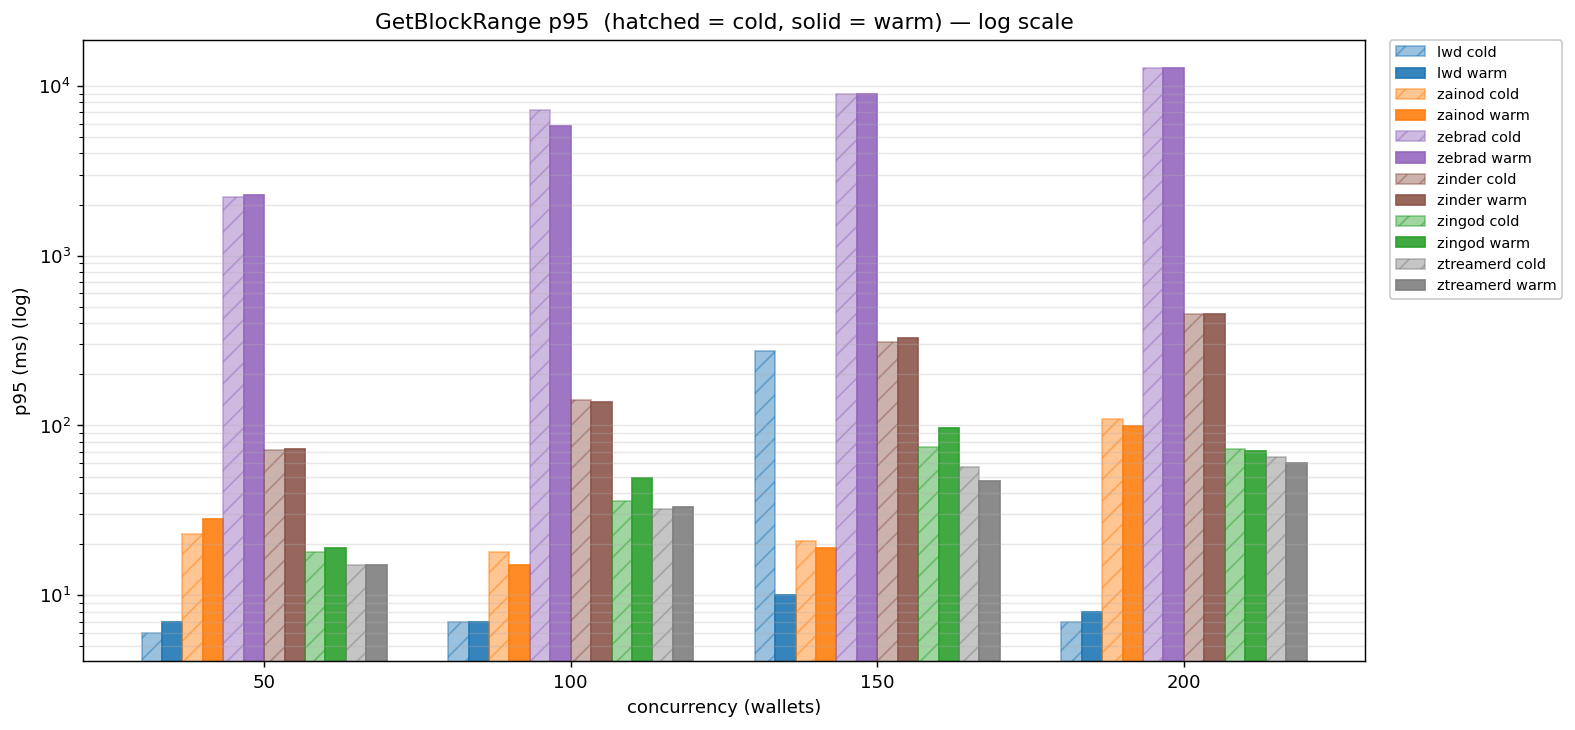 GetBlockRange p95  (hatched = cold, solid = warm) — log scale
p95 (ms) (log)
10⁴
10³
10²
10¹
50
100
150
200
concurrency (wallets)
lwd cold
lwd warm
zainod cold
zainod warm
zebrad cold
zebrad warm
zinder cold
zinder warm
zingod cold
zingod warm
ztreamerd cold
ztreamerd warm